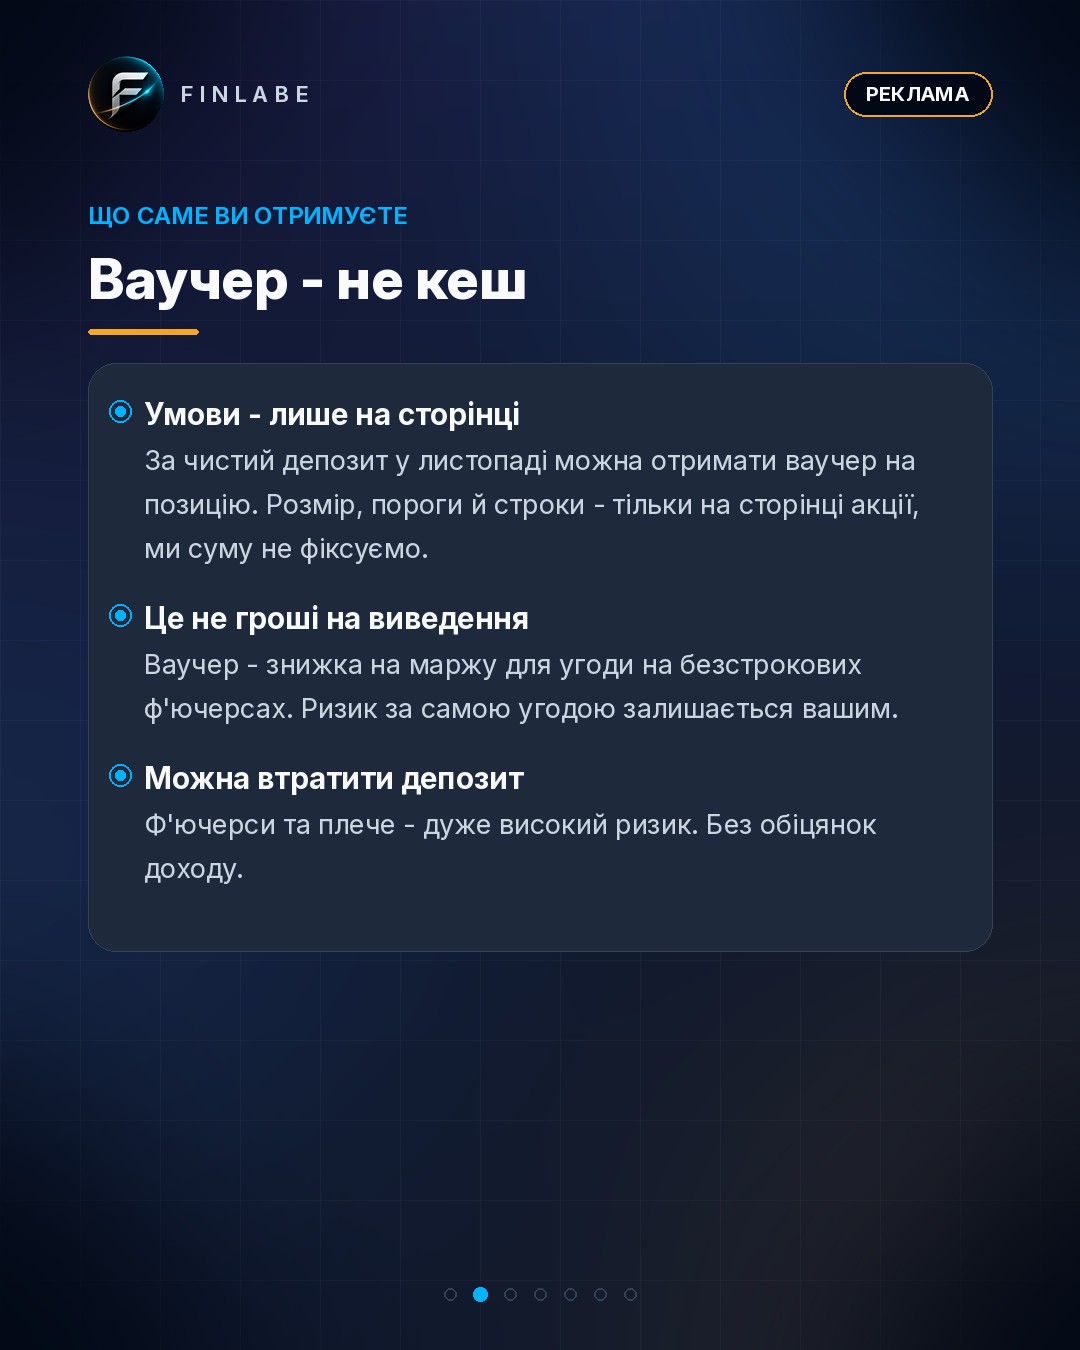 FINLABE
РЕКЛАМА
ЩО САМЕ ВИ ОТРИМУЄТЕ
Ваучер - не кеш
Умови - лише на сторінці
За чистий депозит у листопаді можна отримати ваучер на
позицію. Розмір, пороги й строки - тільки на сторінці акції,
ми суму не фіксуємо.
Це не гроші на виведення
Ваучер - знижка на маржу для угоди на безстрокових
ф'ючерсах. Ризик за самою угодою залишається вашим.
Можна втратити депозит
Ф'ючерси та плече - дуже високий ризик. Без обіцянок
доходу.